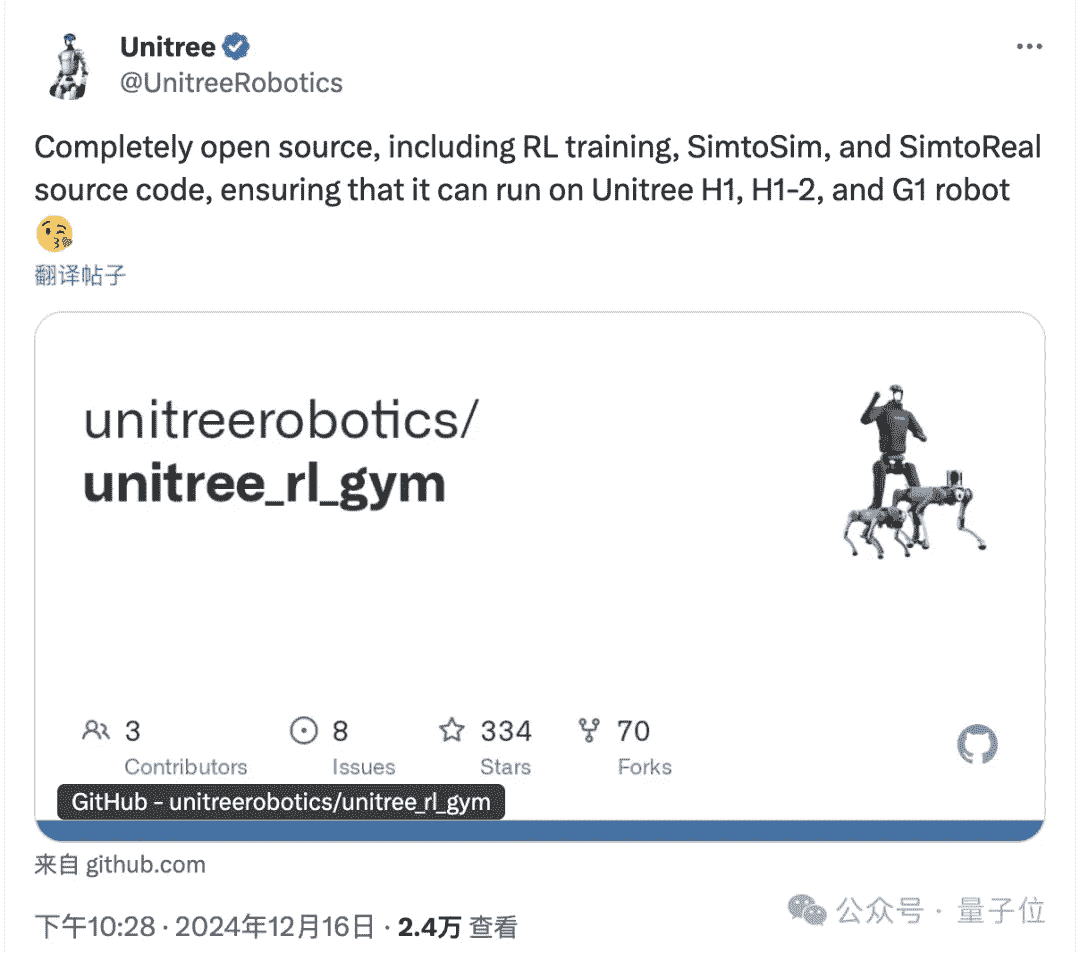 Unitree
@UnitreeRobotics
Completely open source, including RL training, SimtoSim, and SimtoReal
source code, ensuring that it can run on Unitree H1, H1-2, and G1 robot
😘
翻译帖子
unitreerobotics/
unitree_rl_gym
3 8 334 70
Contributors Issues Stars Forks
GitHub - unitreerobotics/unitree_rl_gym
来自 github.com
下午10:28 · 2024年12月16日 · 2.4万 查看
公众号 · 量子位